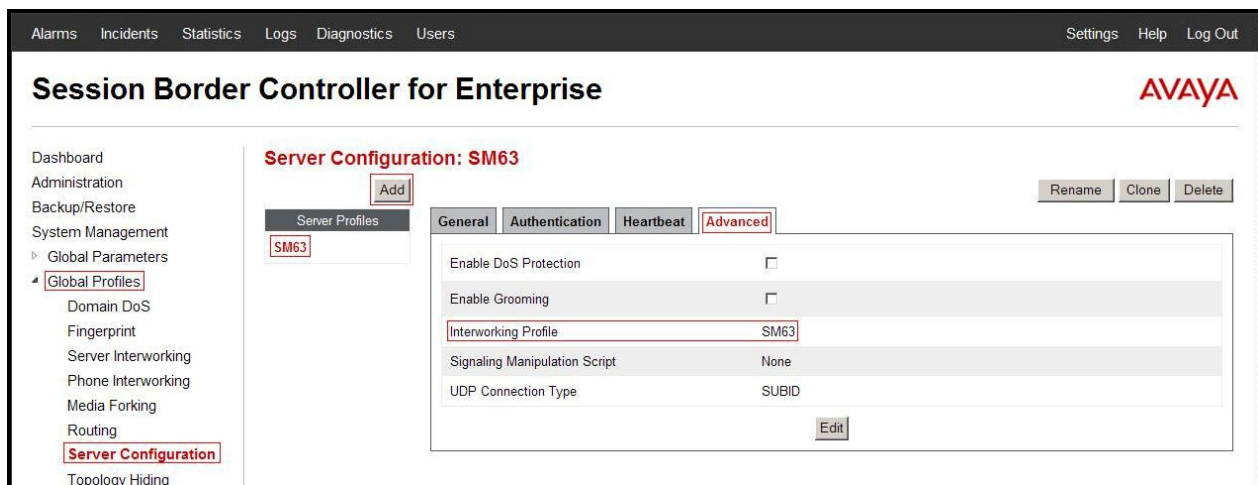 Alarms Incidents Statistics Logs Diagnostics Users Settings Help Log Out
Session Border Controller for Enterprise
AVAYA
Dashboard
Administration
Backup/Restore
System Management
Global Parameters
Global Profiles
Domain DoS
Fingerprint
Server Interworking
Phone Interworking
Media Forking
Routing
Server Configuration
Topology Hiding
Server Configuration: SM63
Add
Rename Clone Delete
Server Profiles
SM63
General Authentication Heartbeat Advanced
Enable DoS Protection
Enable Grooming
Interworking Profile SM63
Signaling Manipulation Script None
UDP Connection Type SUBID
Edit